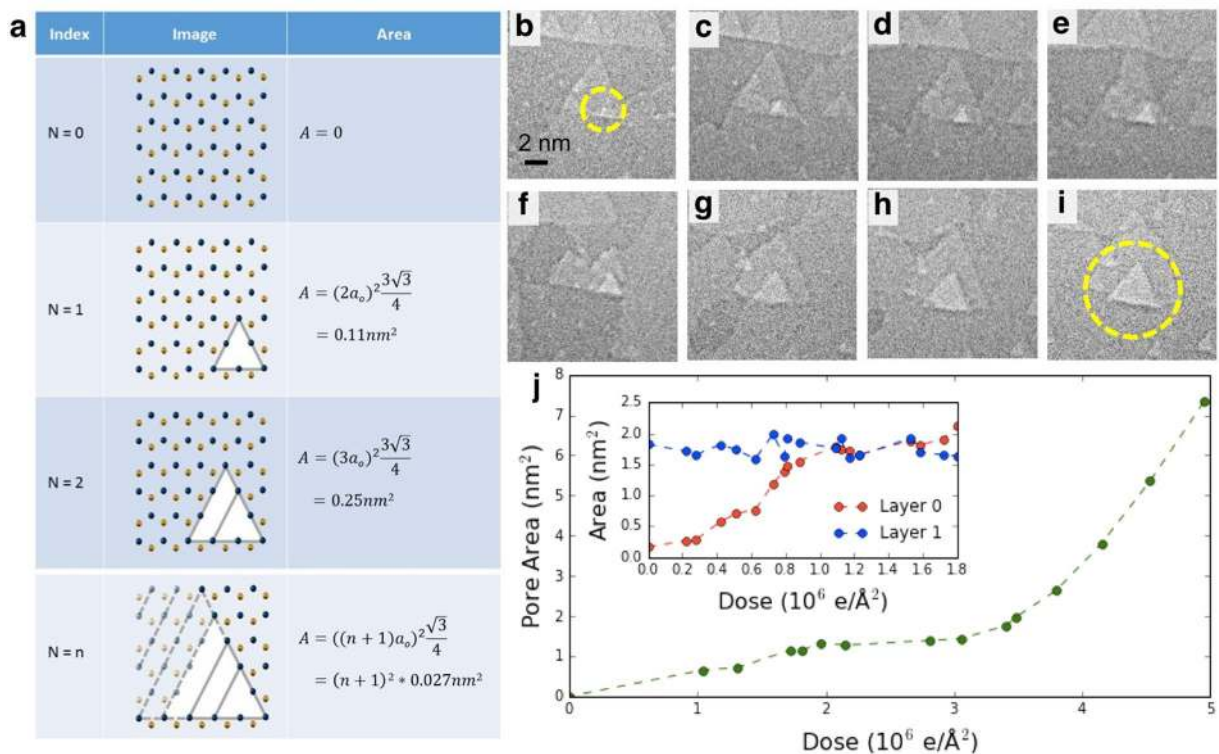 a
Index Image Area
N = 0
A = 0
N = 1
A = (2aₒ)² 3√3/4
= 0.11nm²
N = 2
A = (3aₒ)² 3√3/4
= 0.25nm²
N = n
A = ((n + 1)aₒ)² √3/4
= (n + 1)² * 0.027nm²
b
2 nm
c
d
e
f
g
h
i
j
Pore Area (nm²)
8
7
6
5
4
3
2
1
0
0 1 2 3 4 5
Dose (10⁶ e/Å²)
Area (nm²)
2.5
2.0
1.5
1.0
0.5
0.0
Layer 0
Layer 1
0.0 0.2 0.4 0.6 0.8 1.0 1.2 1.4 1.6 1.8
Dose (10⁶ e/Å²)